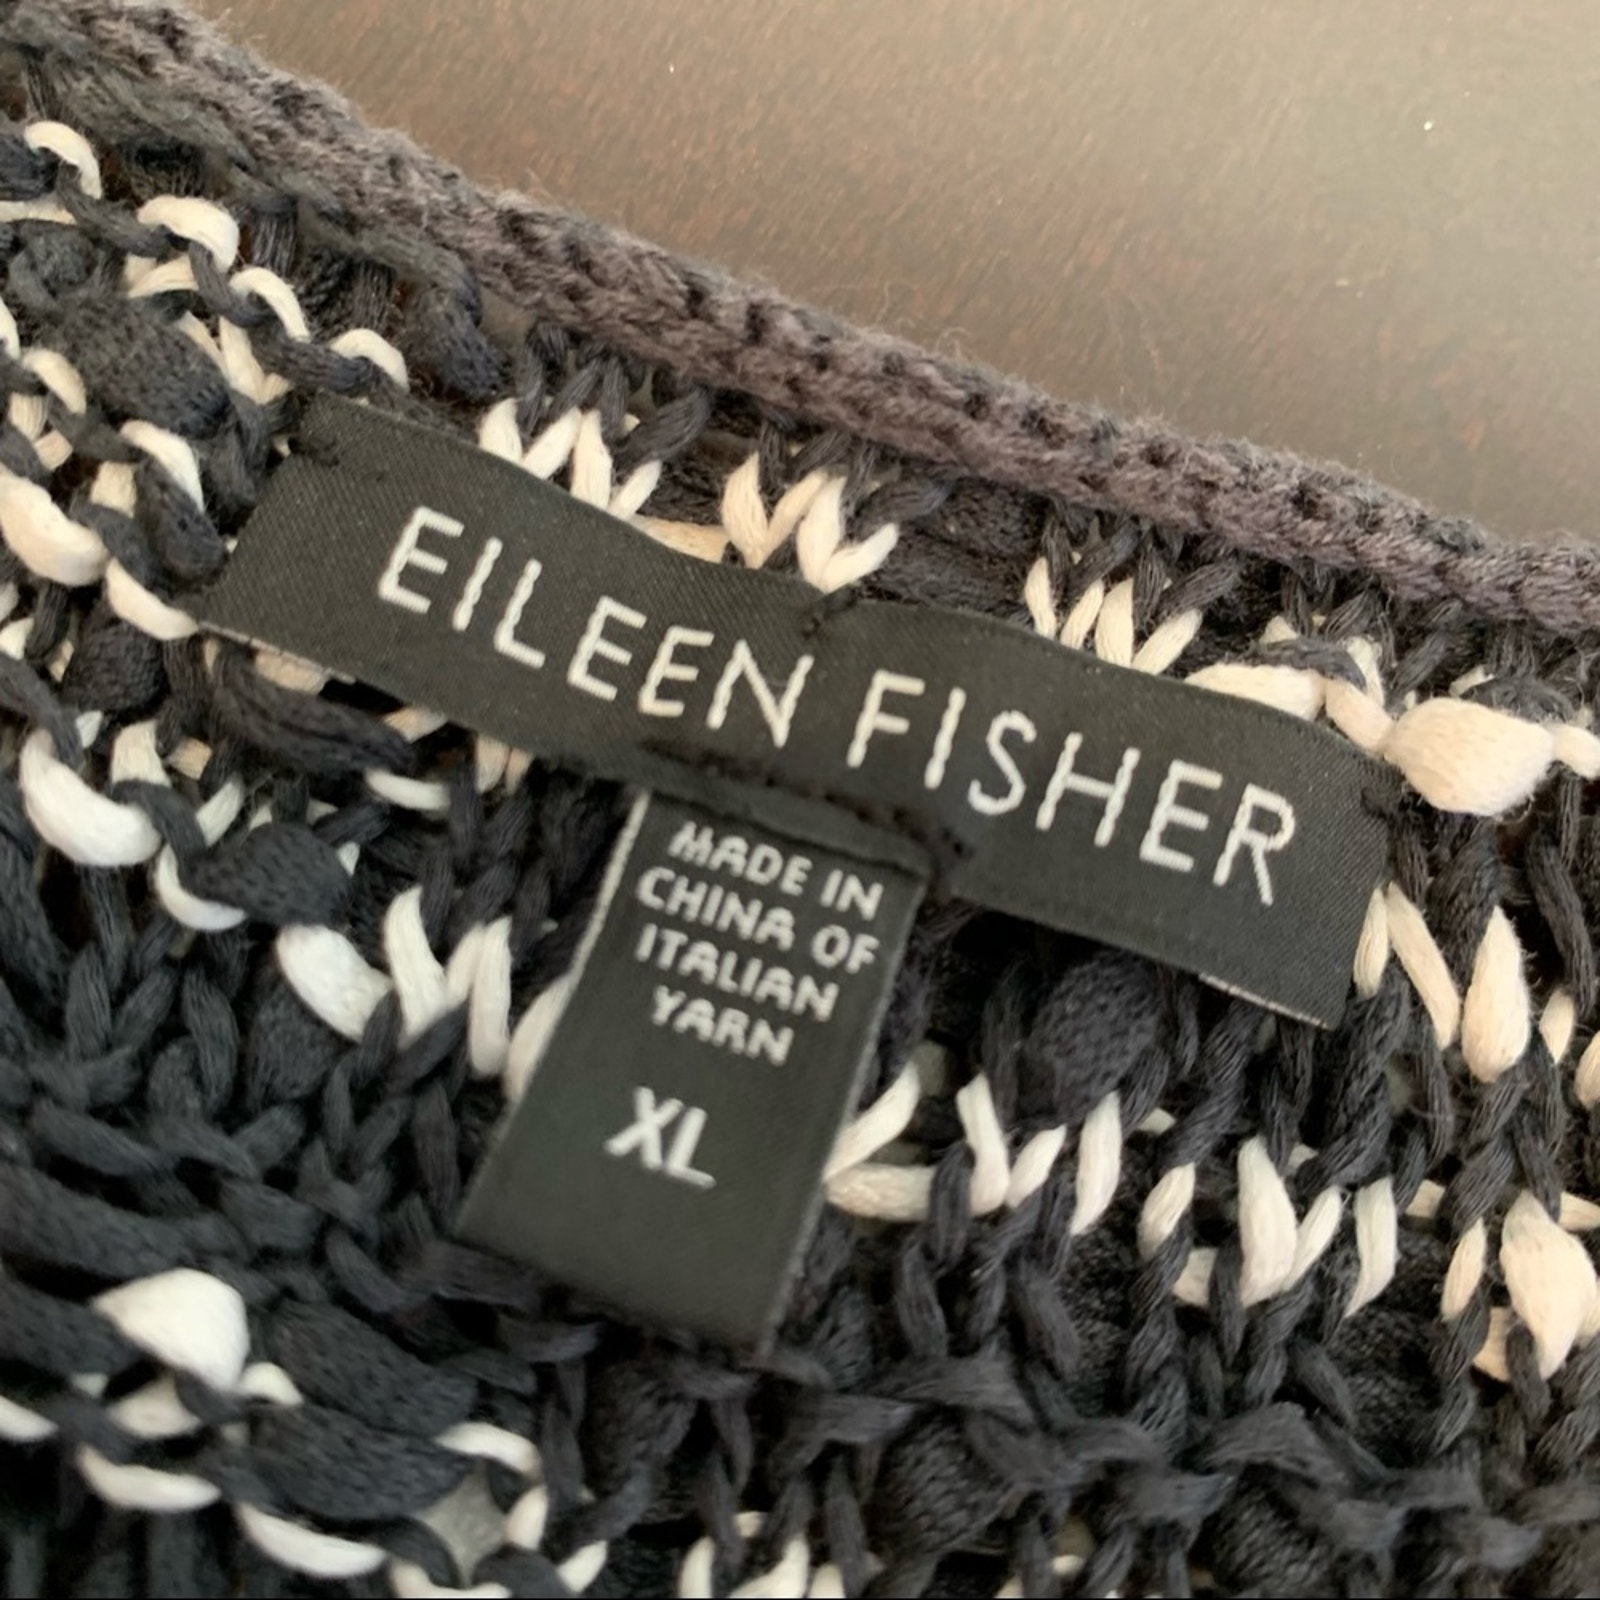 EILEEN FISHER
MADE IN
CHINA OF
ITALIAN
YARN
XL